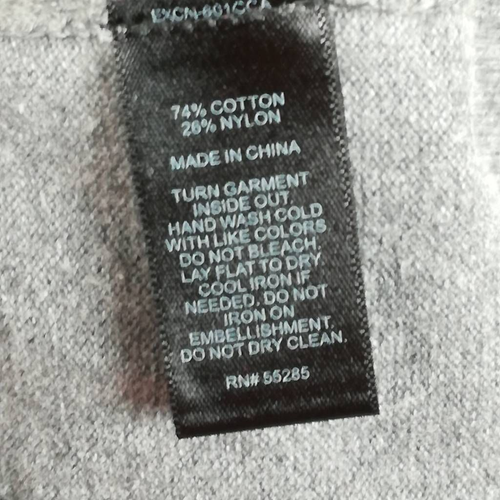 74% COTTON
26% NYLON
MADE IN CHINA
TURN GARMENT
INSIDE OUT.
HAND WASH COLD
WITH LIKE COLORS
DO NOT BLEACH.
LAY FLAT TO DRY
COOL IRON IF
NEEDED. DO NOT
IRON ON
EMBELLISHMENT.
DO NOT DRY CLEAN.
RN# 55285